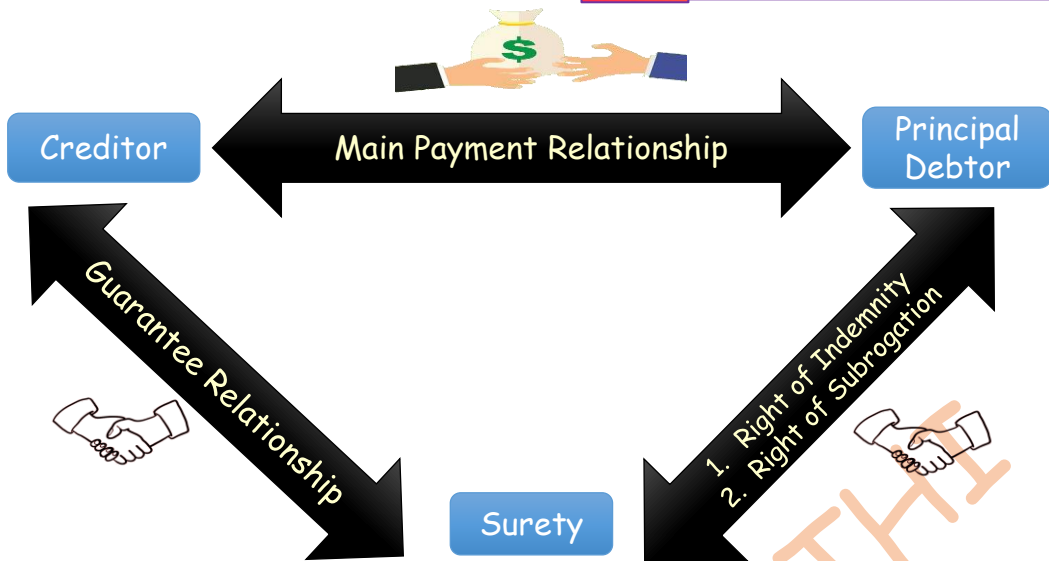 $
Creditor
Main Payment Relationship
Principal
Debtor
Guarantee Relationship
1. Right of Indemnity
2. Right of Subrogation
Surety